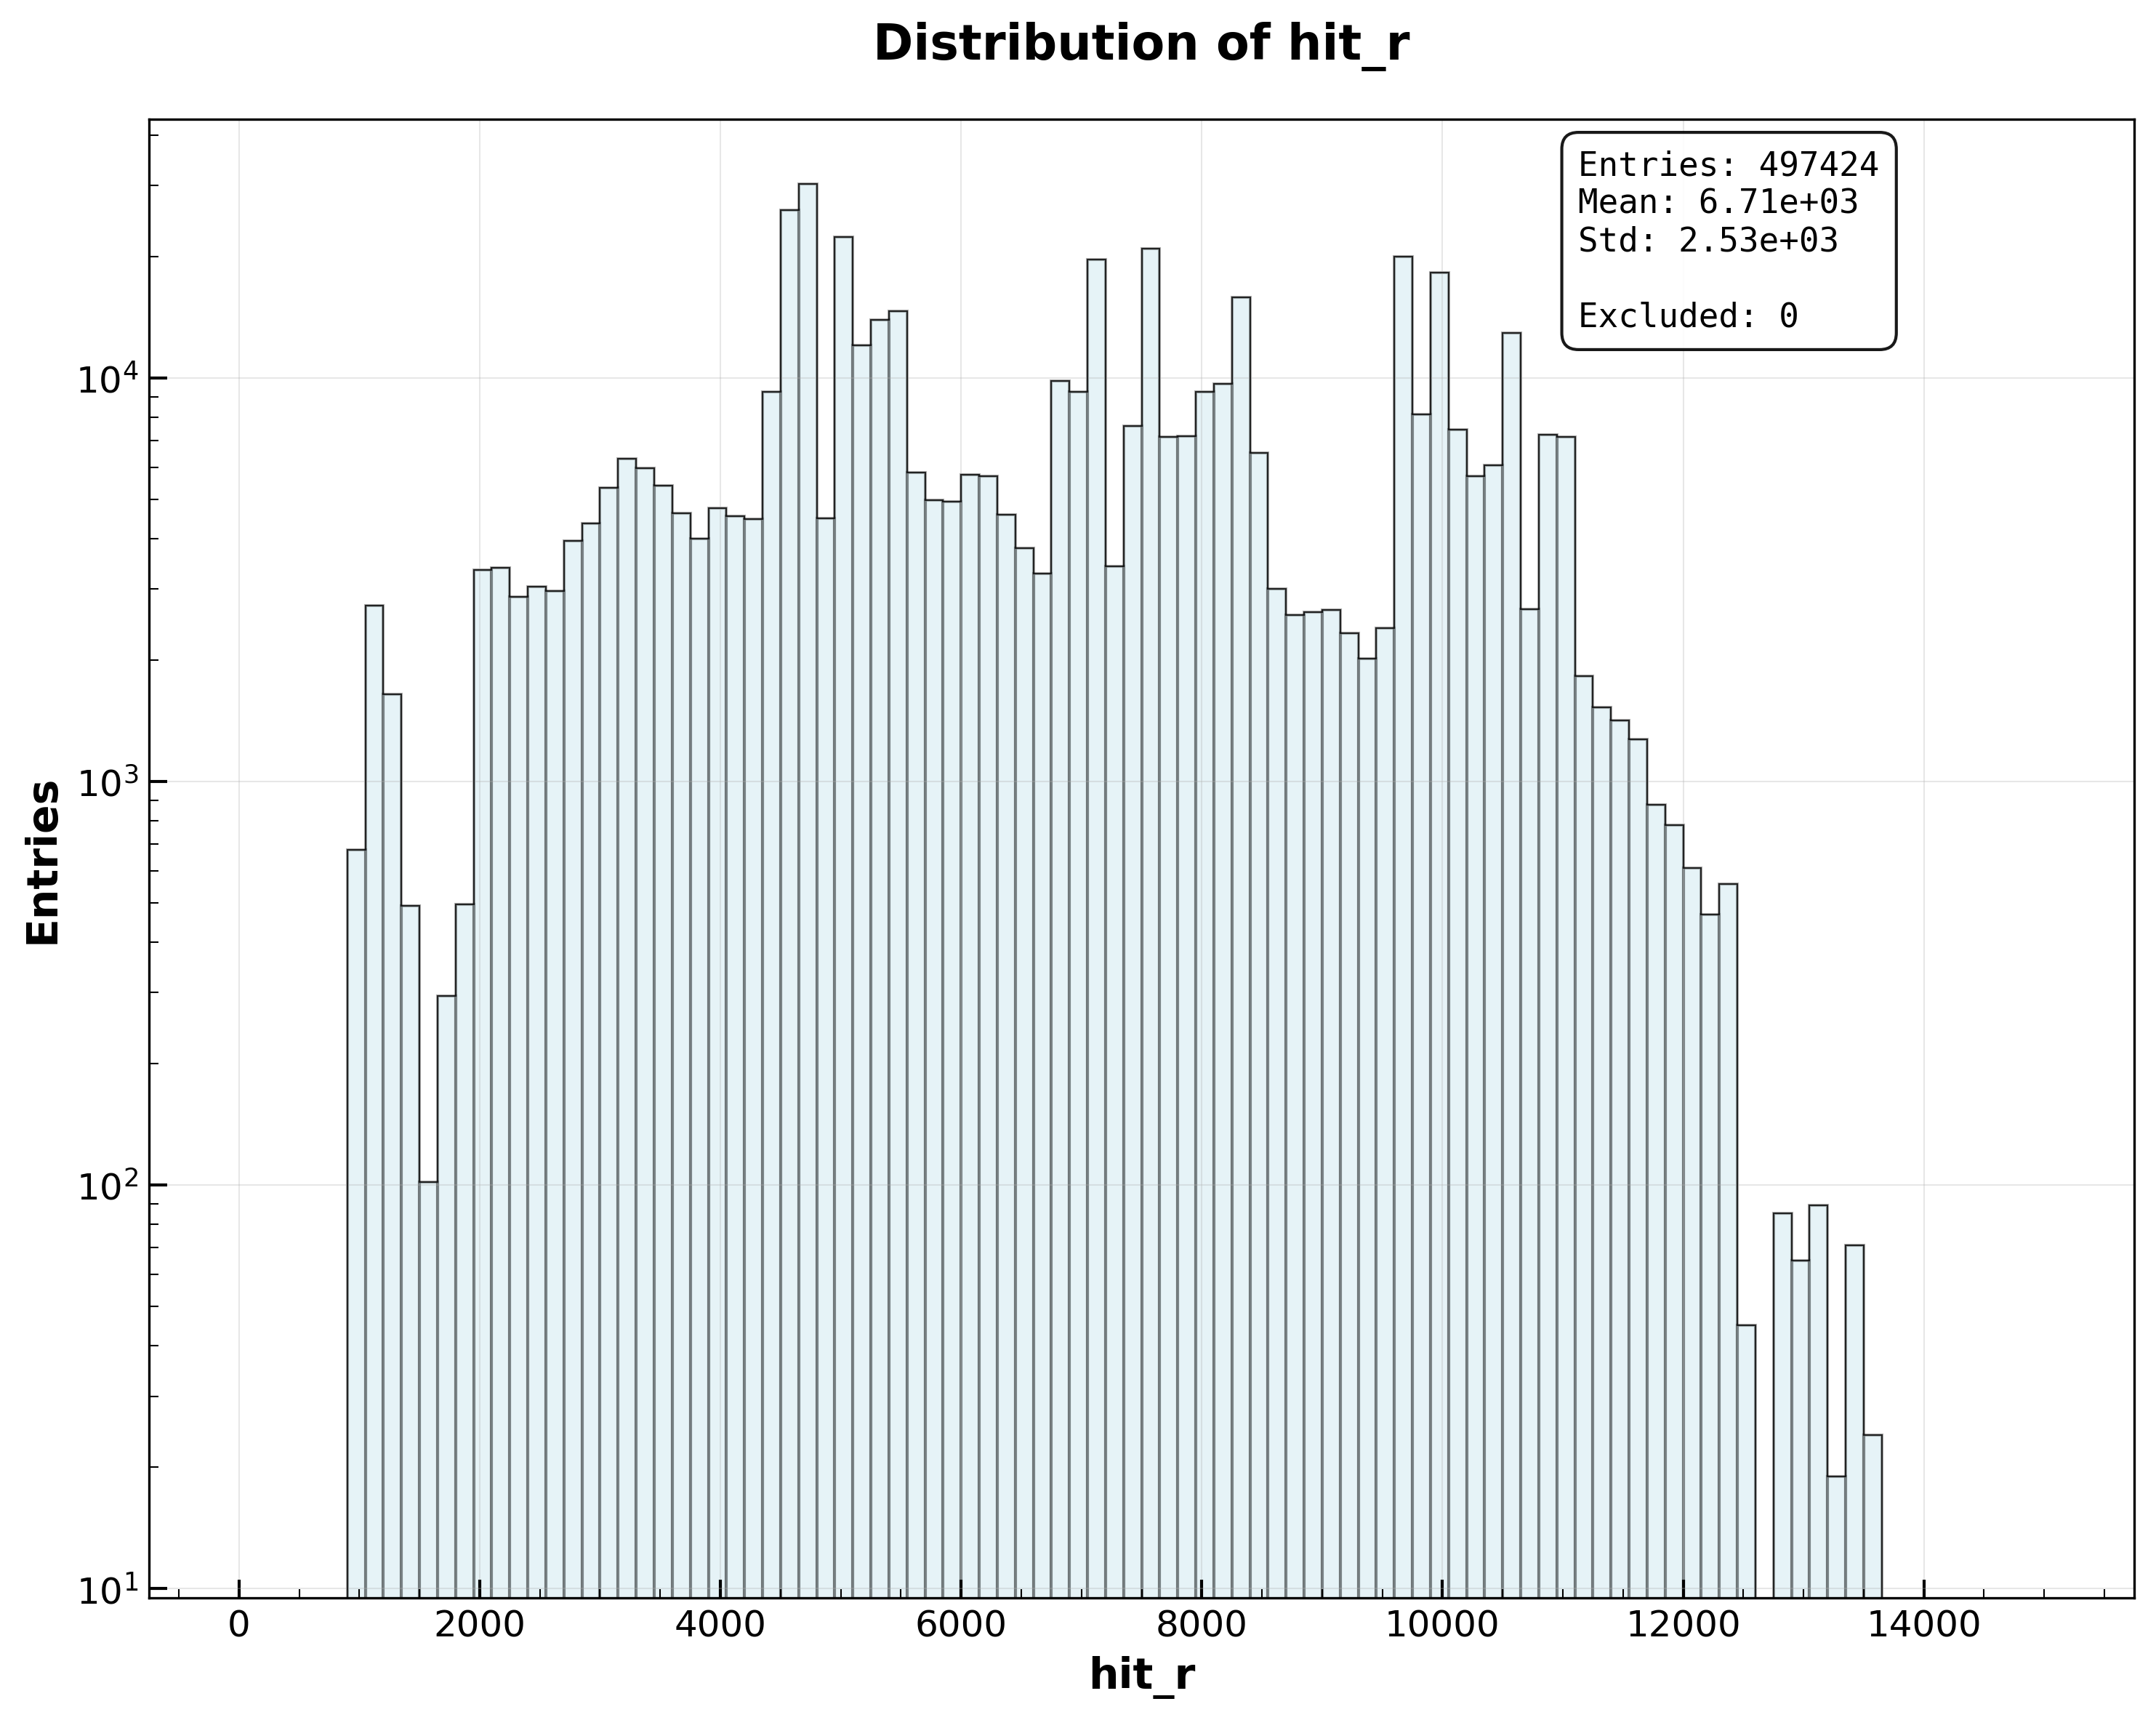 Distribution of hit_r
Entries: 497424
Mean: 6.71e+03
Std: 2.53e+03
Excluded: 0
10⁴
10³
10²
10¹
Entries
0 2000 4000 6000 8000 10000 12000 14000
hit_r